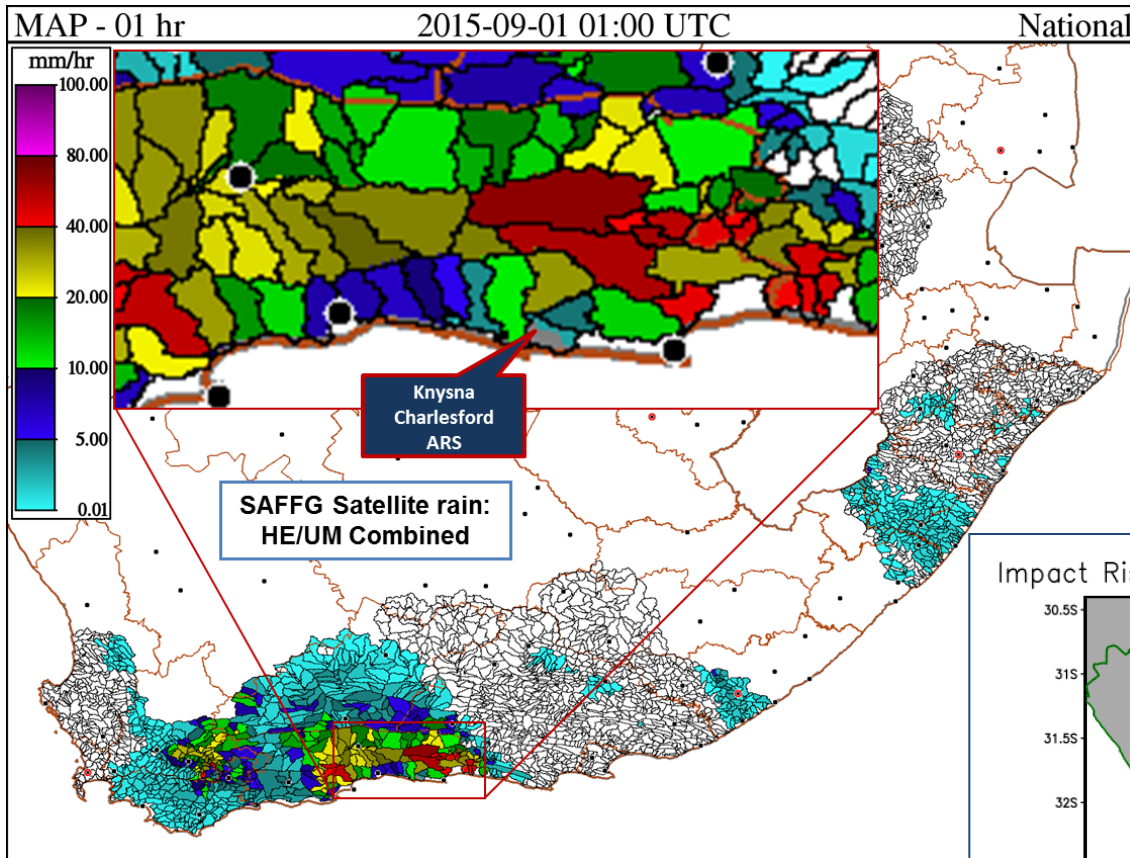 MAP - 01 hr 2015-09-01 01:00 UTC National
mm/hr
100.00
80.00
40.00
20.00
10.00
5.00
0.01
Knysna
Charlesford
ARS
SAFFG Satellite rain:
HE/UM Combined
Impact Ris
30.5S
31S
31.5S
32S